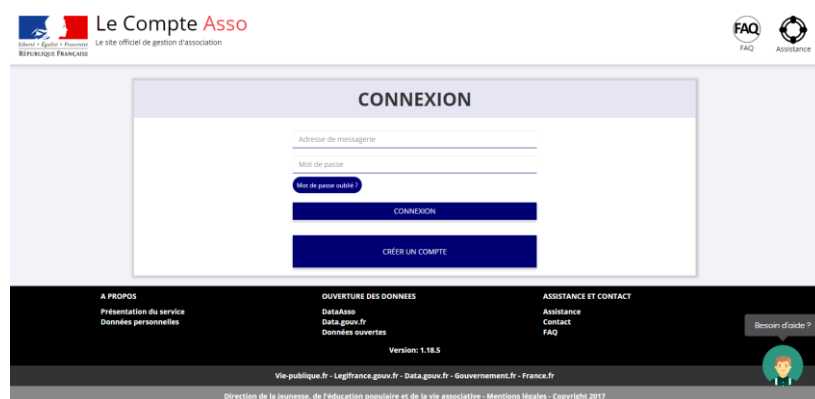 Le Compte Asso
Le site officiel de gestion d'association
Liberté • Égalité • Fraternité
RÉPUBLIQUE FRANÇAISE
FAQ
FAQ
Assistance
CONNEXION
Adresse de messagerie
Mot de passe
Mot de passe oublié ?
CONNEXION
CRÉER UN COMPTE
A PROPOS
Présentation du service
Données personnelles
OUVERTURE DES DONNEES
DataAsso
Data.gouv.fr
Données ouvertes
ASSISTANCE ET CONTACT
Assistance
Contact
FAQ
Besoin d'aide ?
Version: 1.18.5
Vie-publique.fr - Legifrance.gouv.fr - Data.gouv.fr - Gouvernement.fr - France.fr
Direction de la jeunesse, de l'éducation populaire et de la vie associative - Mentions légales - Copyright 2017